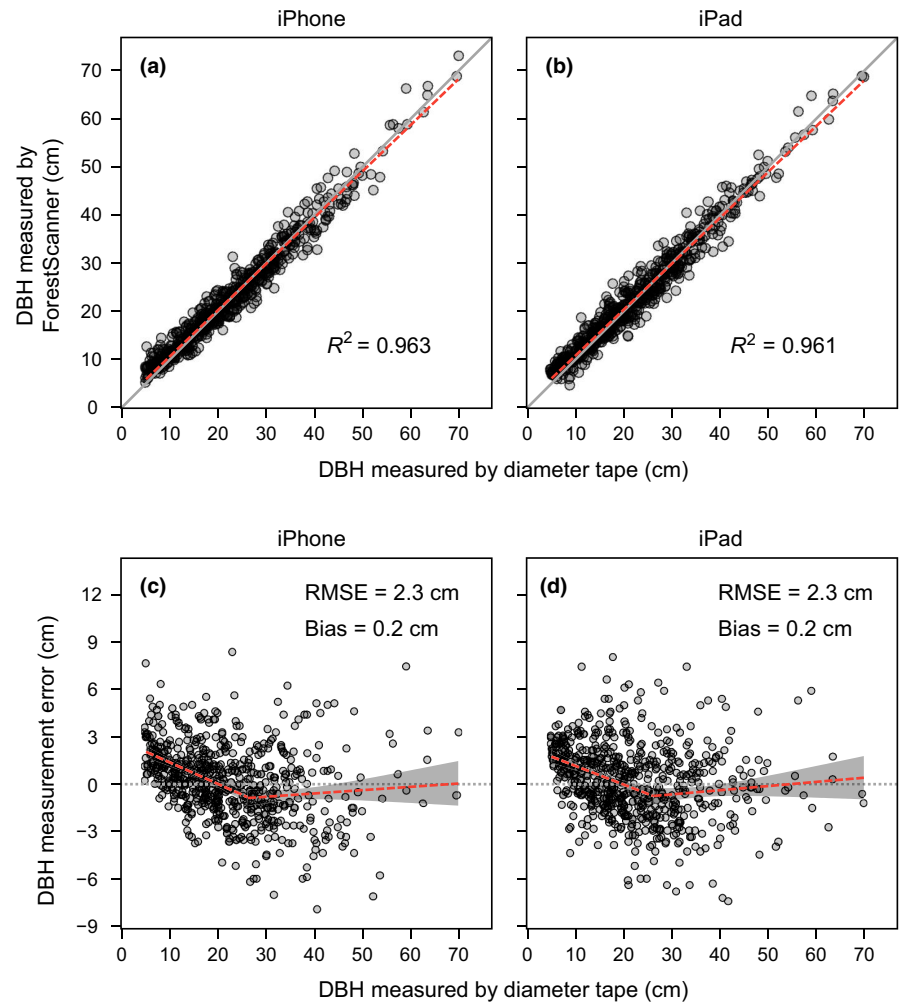 iPhone
iPad
(a)
(b)
70
60
50
40
30
20
10
0
DBH measured by
ForestScanner (cm)
R² = 0.963
R² = 0.961
0 10 20 30 40 50 60 70
0 10 20 30 40 50 60 70
DBH measured by diameter tape (cm)
iPhone
iPad
(c)
RMSE = 2.3 cm
Bias = 0.2 cm
(d)
RMSE = 2.3 cm
Bias = 0.2 cm
12
9
6
3
0
−3
−6
−9
DBH measurement error (cm)
0 10 20 30 40 50 60 70
0 10 20 30 40 50 60 70
DBH measured by diameter tape (cm)